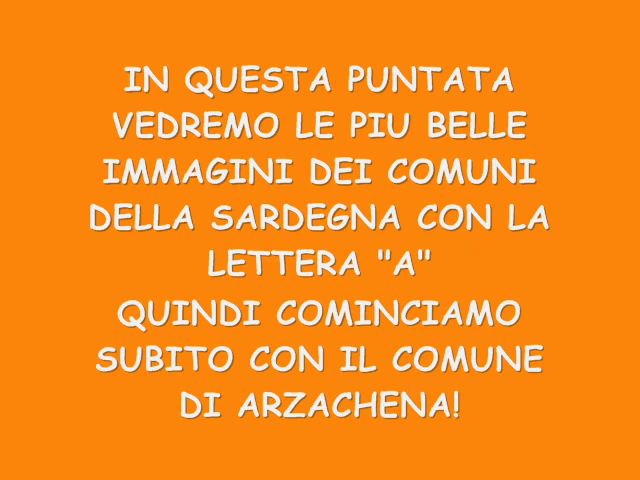 IN QUESTA PUNTATA
VEDREMO LE PIU BELLE
IMMAGINI DEI COMUNI
DELLA SARDEGNA CON LA
LETTERA "A"
QUINDI COMINCIAMO
SUBITO CON IL COMUNE
DI ARZACHENA!